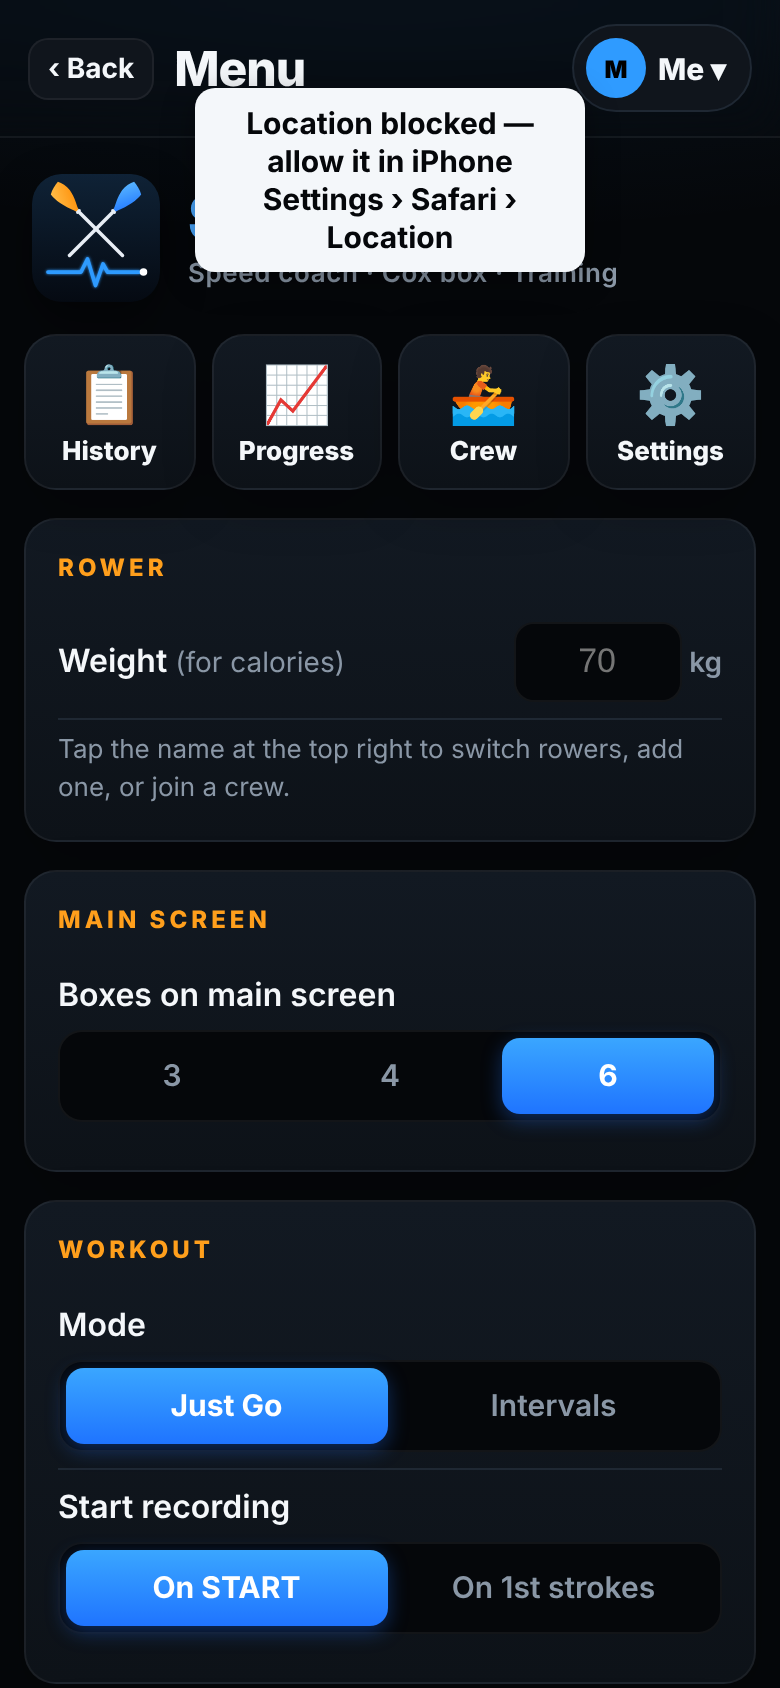 ‹ Back
Menu
M
Me ▾
Location blocked —
allow it in iPhone
Settings › Safari ›
Location
Speed coach · Cox box · Training
History
Progress
Crew
Settings
ROWER
Weight (for calories)
70
kg
Tap the name at the top right to switch rowers, add
one, or join a crew.
MAIN SCREEN
Boxes on main screen
3
4
6
WORKOUT
Mode
Just Go
Intervals
Start recording
On START
On 1st strokes